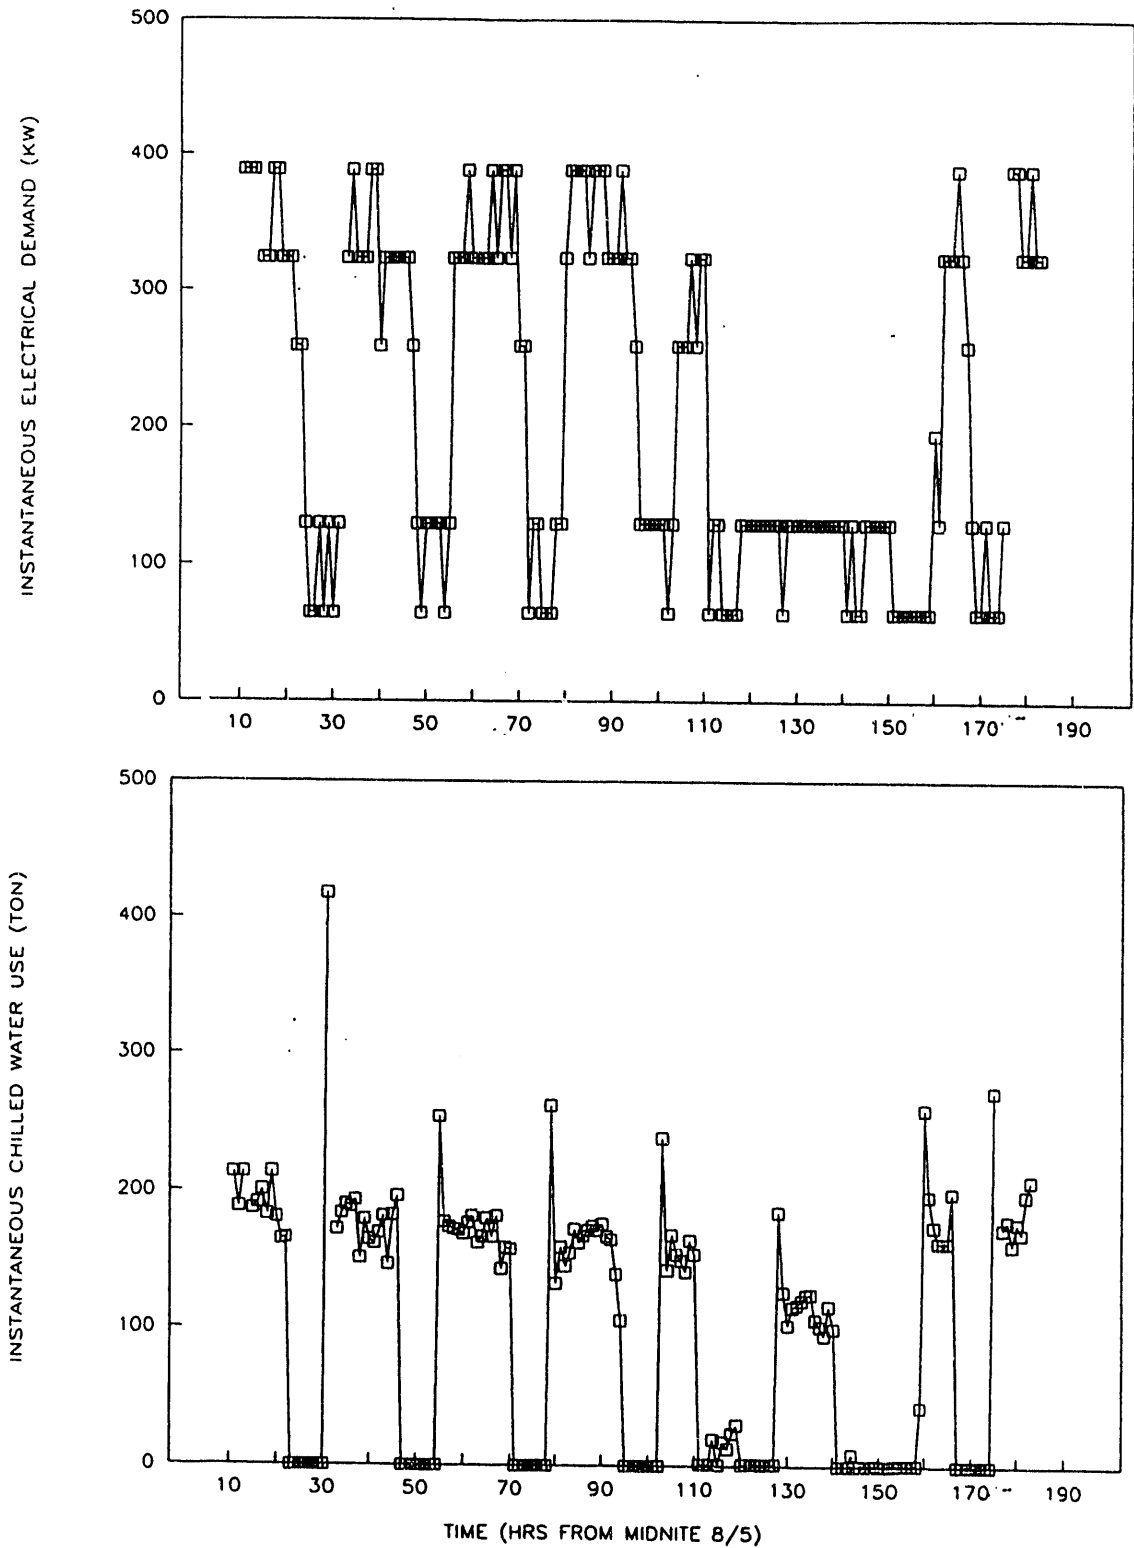 INSTANTANEOUS ELECTRICAL DEMAND (KW)
500
400
300
200
100
0
10 30 50 70 90 110 130 150 170 190
INSTANTANEOUS CHILLED WATER USE (TON)
500
400
300
200
100
0
10 30 50 70 90 110 130 150 170 190
TIME (HRS FROM MIDNITE 8/5)